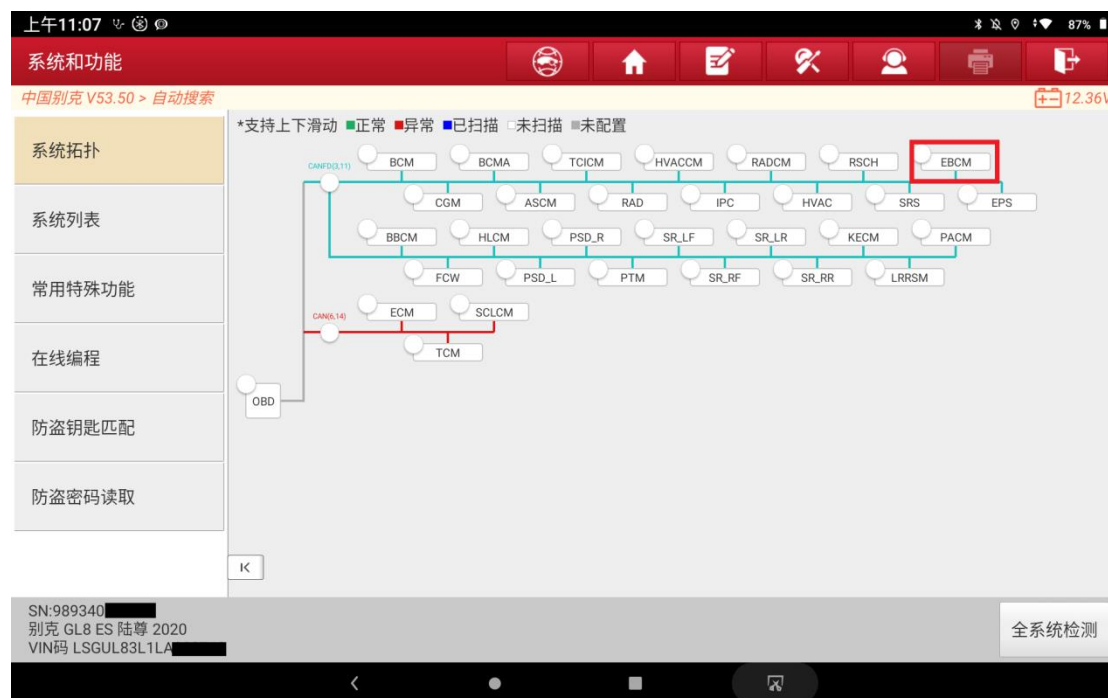 上午11:07 87%
系统和功能
中国别克 V53.50 > 自动搜索 12.36V
系统拓扑
系统列表
常用特殊功能
在线编程
防盗钥匙匹配
防盗密码读取
*支持上下滑动 ■正常 ■异常 ■已扫描 □未扫描 ■未配置
CANFD(3,11) BCM BCMA TCICM HVACCM RADCM RSCH EBCM
CGM ASCM RAD IPC HVAC SRS EPS
BBCM HLCM PSD_R SR_LF SR_LR KECM PACM
FCW PSD_L PTM SR_RF SR_RR LRRSM
CAN(6,14) ECM SCLCM
TCM
OBD
SN:989340
别克 GL8 ES 陆尊 2020
VIN码 LSGUL83L1LA
全系统检测